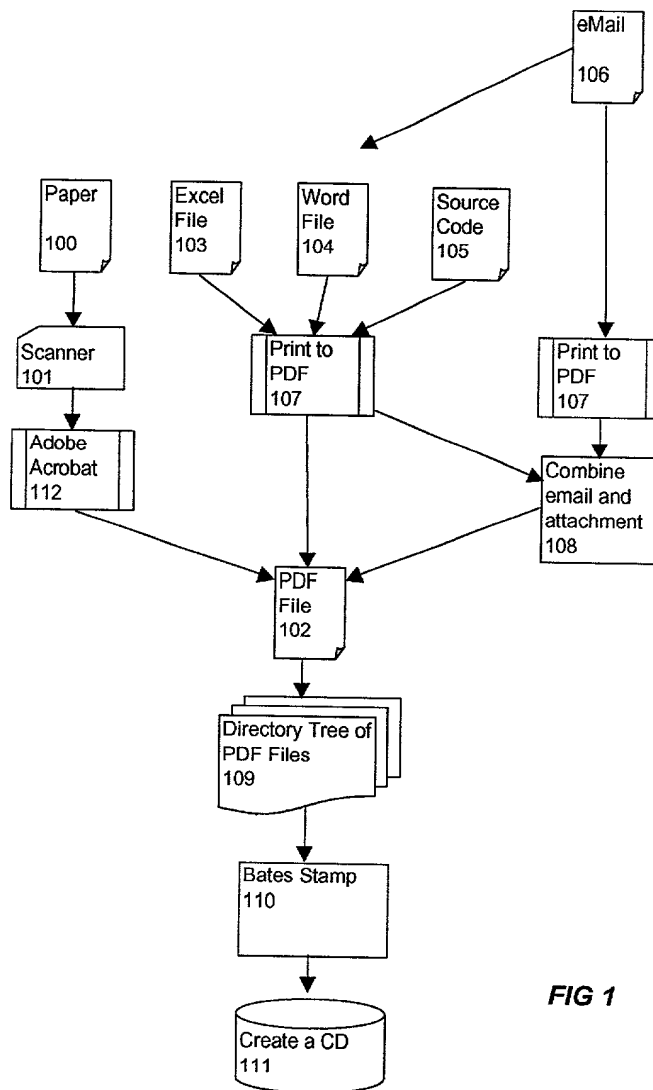 eMail
106
Paper
100
Excel
File
103
Word
File
104
Source
Code
105
Scanner
101
Print to
PDF
107
Print to
PDF
107
Adobe
Acrobat
112
Combine
email and
attachment
108
PDF
File
102
Directory Tree of
PDF Files
109
Bates Stamp
110
Create a CD
111
FIG 1